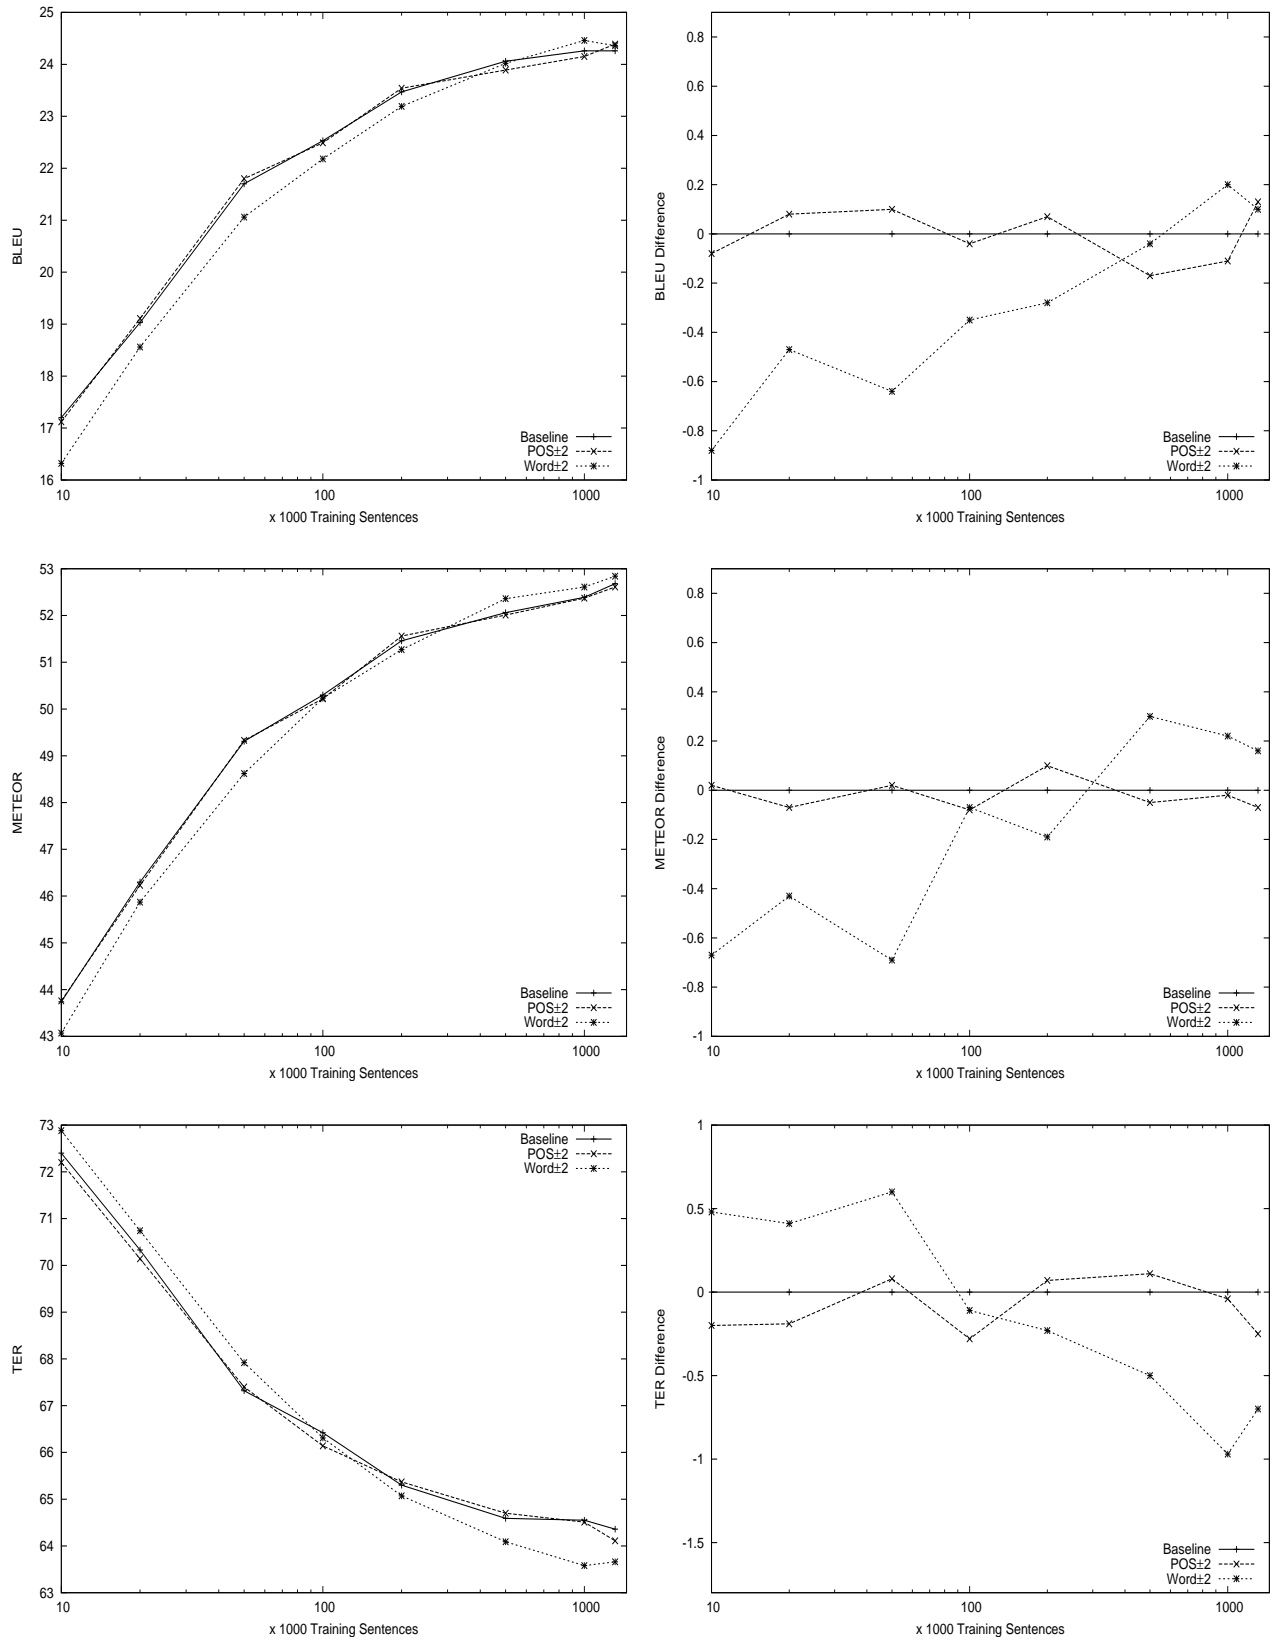 25
24
23
22
21
20
19
18
17
16
BLEU
Baseline
POS±2
Word±2
10 100 1000
x 1000 Training Sentences
0.8
0.6
0.4
0.2
0
-0.2
-0.4
-0.6
-0.8
-1
BLEU Difference
Baseline
POS±2
Word±2
10 100 1000
x 1000 Training Sentences
53
52
51
50
49
48
47
46
45
44
43
METEOR
Baseline
POS±2
Word±2
10 100 1000
x 1000 Training Sentences
0.8
0.6
0.4
0.2
0
-0.2
-0.4
-0.6
-0.8
-1
METEOR Difference
Baseline
POS±2
Word±2
10 100 1000
x 1000 Training Sentences
73
72
71
70
69
68
67
66
65
64
63
TER
Baseline
POS±2
Word±2
10 100 1000
x 1000 Training Sentences
1
0.5
0
-0.5
-1
-1.5
TER Difference
Baseline
POS±2
Word±2
10 100 1000
x 1000 Training Sentences